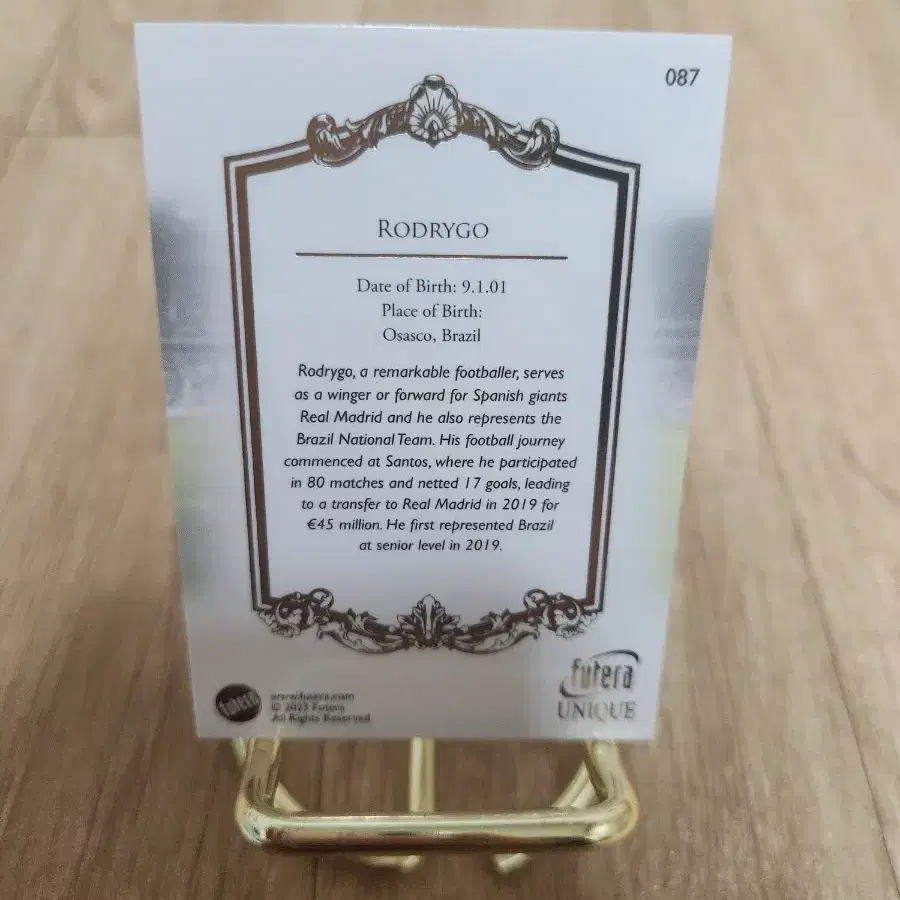 087
RODRYGO
Date of Birth: 9.1.01
Place of Birth:
Osasco, Brazil
Rodrygo, a remarkable footballer, serves
as a winger or forward for Spanish giants
Real Madrid and he also represents the
Brazil National Team. His football journey
commenced at Santos, where he participated
in 80 matches and netted 17 goals, leading
to a transfer to Real Madrid in 2019 for
€45 million. He first represented Brazil
at senior level in 2019.
futera
UNIQUE
futera
www.futera.com
© 2023 Futera
All Rights Reserved